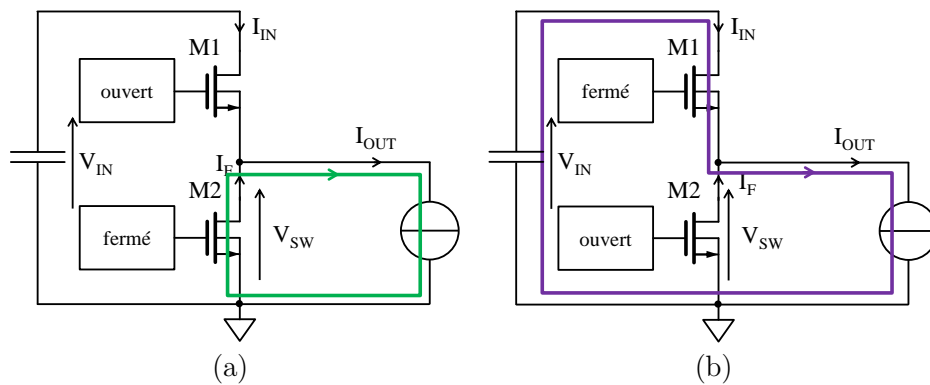 I_IN
M1
ouvert
V_IN
I_OUT
I_F
M2
fermé
V_SW
(a)
I_IN
M1
fermé
V_IN
I_OUT
I_F
M2
ouvert
V_SW
(b)